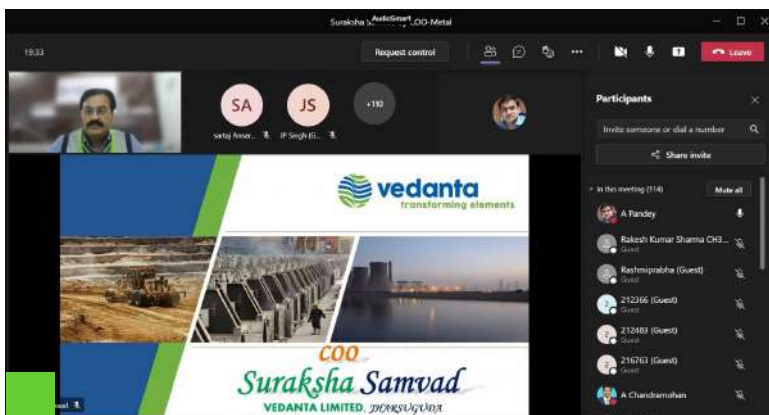 Suraksha S
AudioSmart
COO-Metal
19:33
Request control
Leave
SA
JS
+110
sartaj Ansar...
JP Singh (G...
Participants
Invite someone or dial a number
Share invite
In this meeting (114)
Mute all
A Pandey
Rakesh Kumar Sharma CH3...
Guest
Rashmiprabha (Guest)
Guest
212366 (Guest)
Guest
212483 (Guest)
Guest
216763 (Guest)
Guest
A Chandramohan
vedanta
transforming elements
COO
Suraksha Samvad
VEDANTA LIMITED, JHARSUGUDA